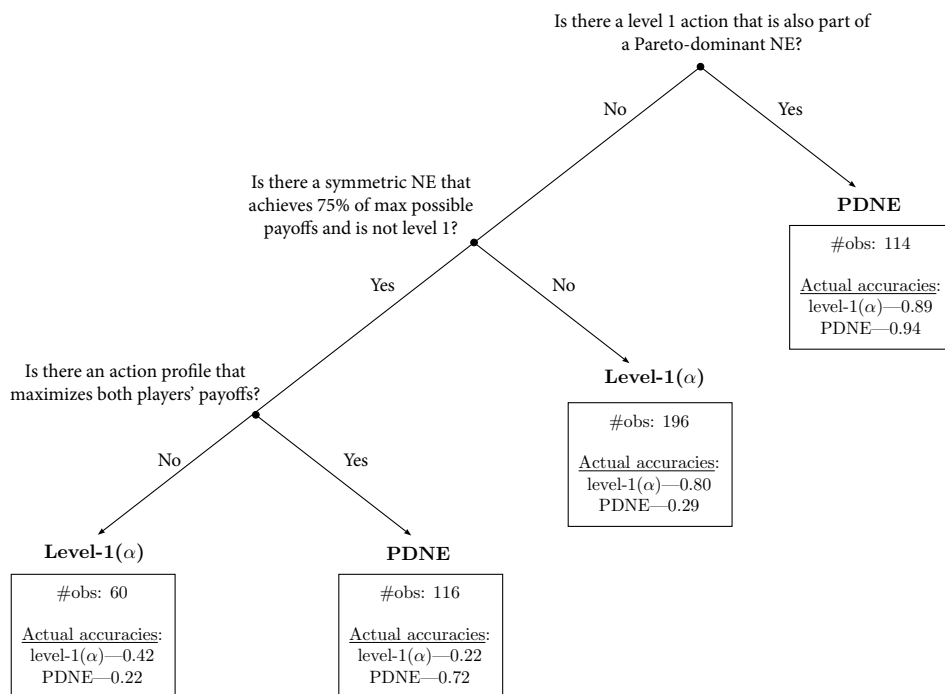 Is there a level 1 action that is also part of
a Pareto-dominant NE?
No
Yes
Is there a symmetric NE that
achieves 75% of max possible
payoffs and is not level 1?
PDNE
#obs: 114
Actual accuracies:
level-1(α)—0.89
PDNE—0.94
Yes
No
Is there an action profile that
maximizes both players’ payoffs?
Level-1(α)
#obs: 196
Actual accuracies:
level-1(α)—0.80
PDNE—0.29
No
Yes
Level-1(α)
#obs: 60
Actual accuracies:
level-1(α)—0.42
PDNE—0.22
PDNE
#obs: 116
Actual accuracies:
level-1(α)—0.22
PDNE—0.72